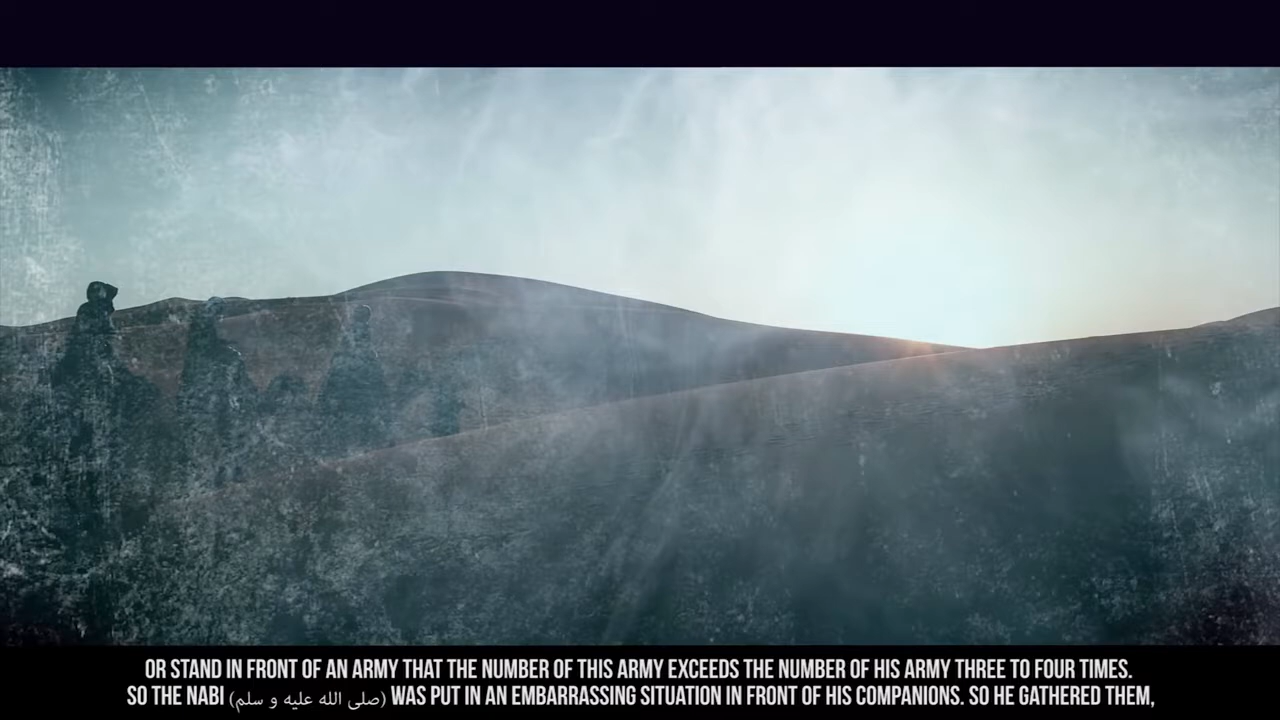 OR STAND IN FRONT OF AN ARMY THAT THE NUMBER OF THIS ARMY EXCEEDS THE NUMBER OF HIS ARMY THREE TO FOUR TIMES.
SO THE NABI (صلى الله عليه و سلم) WAS PUT IN AN EMBARRASSING SITUATION IN FRONT OF HIS COMPANIONS. SO HE GATHERED THEM,